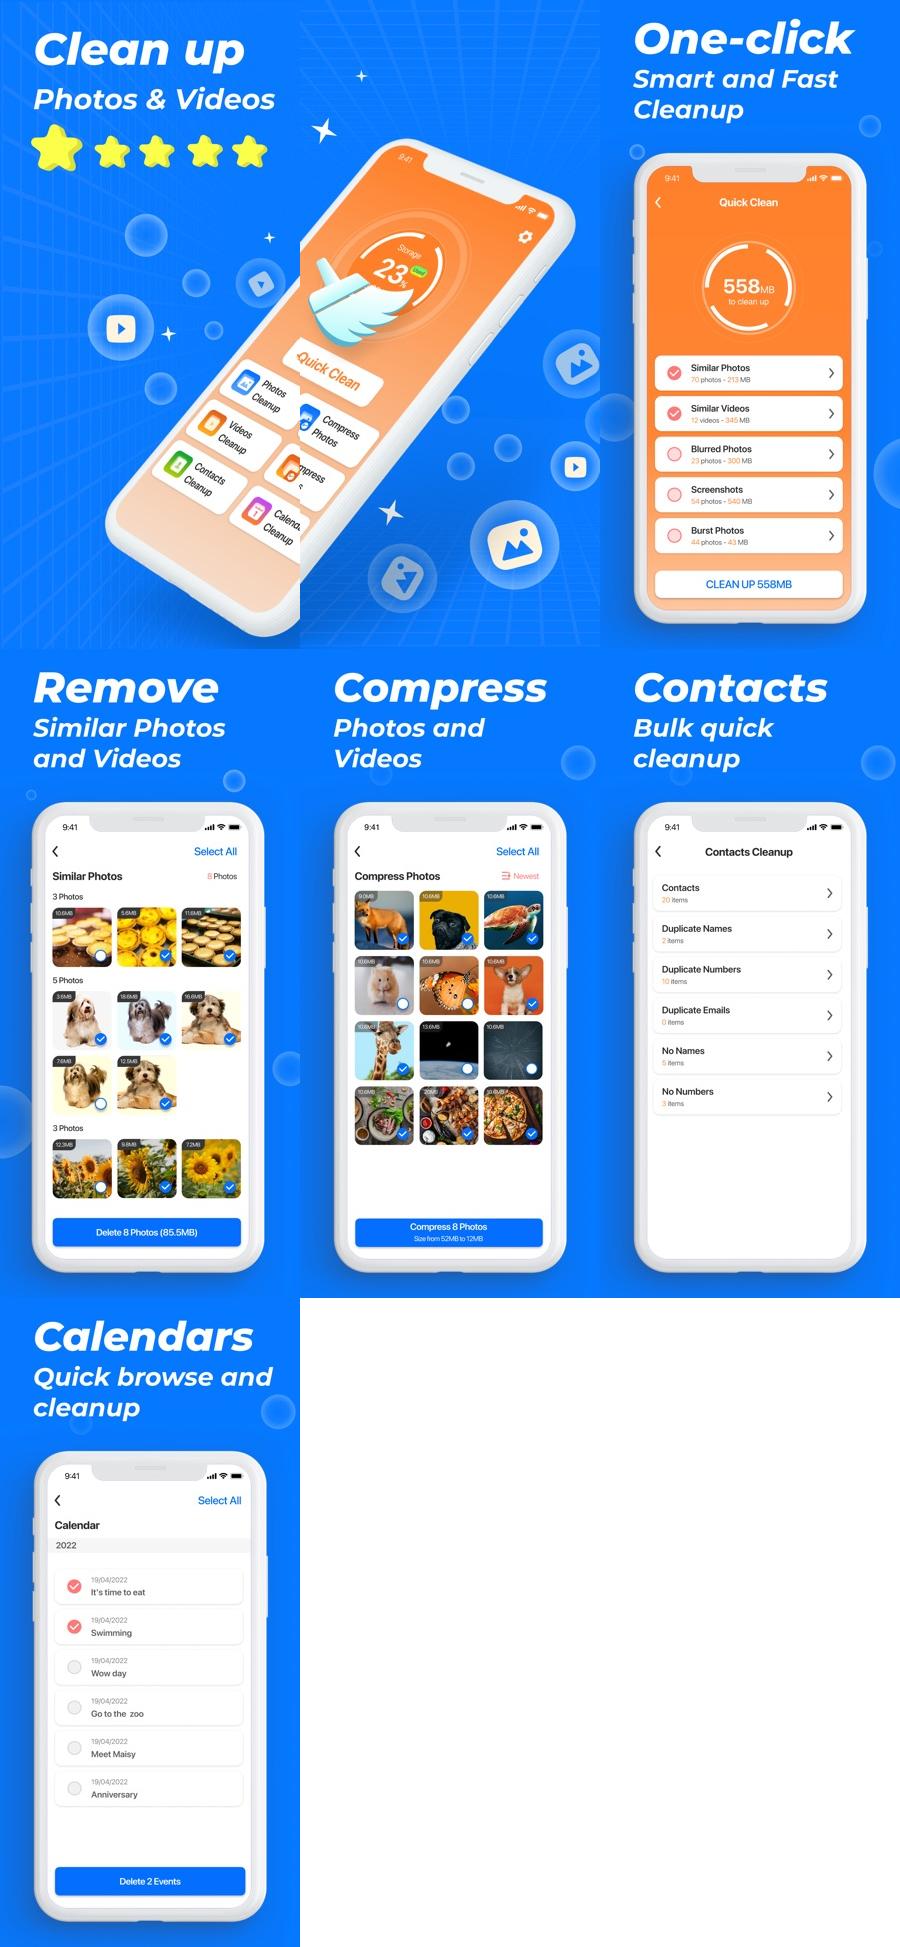 Clean up
Photos & Videos
9:41
Storage
23%
Used
Quick Clean
Photos
Cleanup
Compress
Photos
Videos
Cleanup
Contacts
Cleanup
Cleanup
One-click
Smart and Fast
Cleanup
9:41
Quick Clean
558MB
to clean up
Similar Photos
70 photos - 213 MB
Similar Videos
12 videos - 345 MB
Blurred Photos
23 photos - 300 MB
Screenshots
54 photos - 540 MB
Burst Photos
44 photos - 43 MB
CLEAN UP 558MB
Remove
Similar Photos
and Videos
9:41
Select All
Similar Photos
8 Photos
3 Photos
10.6MB
5.6MB
11.6MB
5 Photos
3.6MB
18.6MB
16.6MB
7.6MB
12.5MB
3 Photos
12.3MB
9.8MB
7.2MB
Delete 8 Photos (85.5MB)
Compress
Photos and
Videos
9:41
Select All
Compress Photos
Newest
9.0MB
10.6MB
10.6MB
10.6MB
10.6MB
10.6MB
10.6MB
13.6MB
10.6MB
10.6MB
20MB
10.6MB
Compress 8 Photos
Size from 52MB to 12MB
Contacts
Bulk quick
cleanup
9:41
Contacts Cleanup
Contacts
20 items
Duplicate Names
2 items
Duplicate Numbers
10 items
Duplicate Emails
0 items
No Names
5 items
No Numbers
3 items
Calendars
Quick browse and
cleanup
9:41
Select All
Calendar
2022
19/04/2022
It's time to eat
19/04/2022
Swimming
19/04/2022
Wow day
19/04/2022
Go to the zoo
19/04/2022
Meet Maisy
19/04/2022
Anniversary
Delete 2 Events